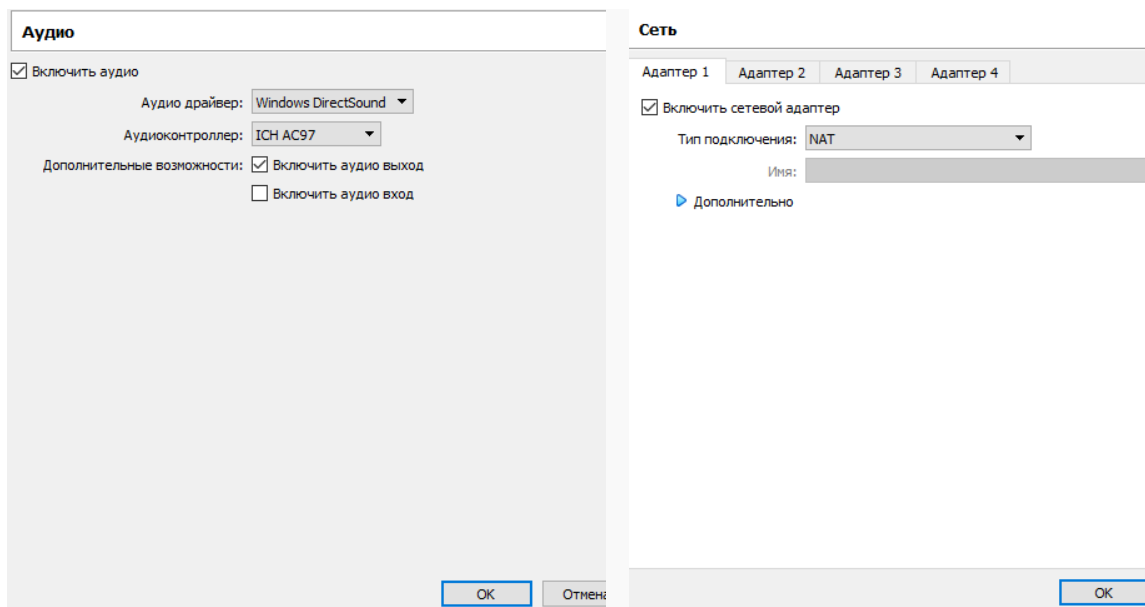 Аудио
Включить аудио
Аудио драйвер: Windows DirectSound
Аудиоконтроллер: ICH AC97
Дополнительные возможности: Включить аудио выход
Включить аудио вход
OK Отмена
Сеть
Адаптер 1 Адаптер 2 Адаптер 3 Адаптер 4
Включить сетевой адаптер
Тип подключения: NAT
Имя:
Дополнительно
OK